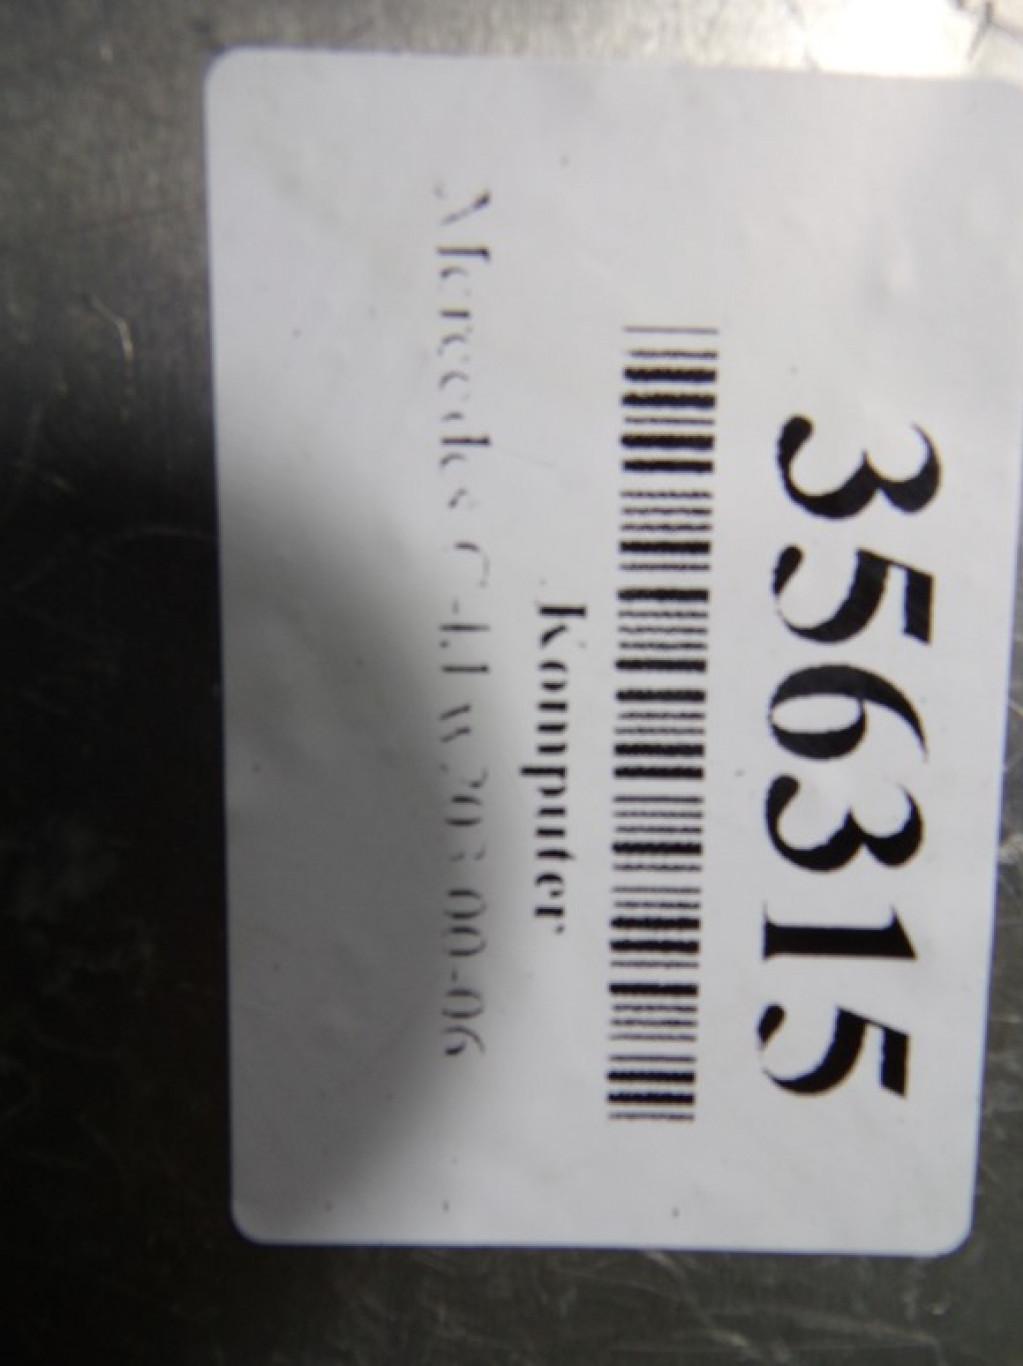 356315
Komputer
Mercedes C-kl w203 00-06